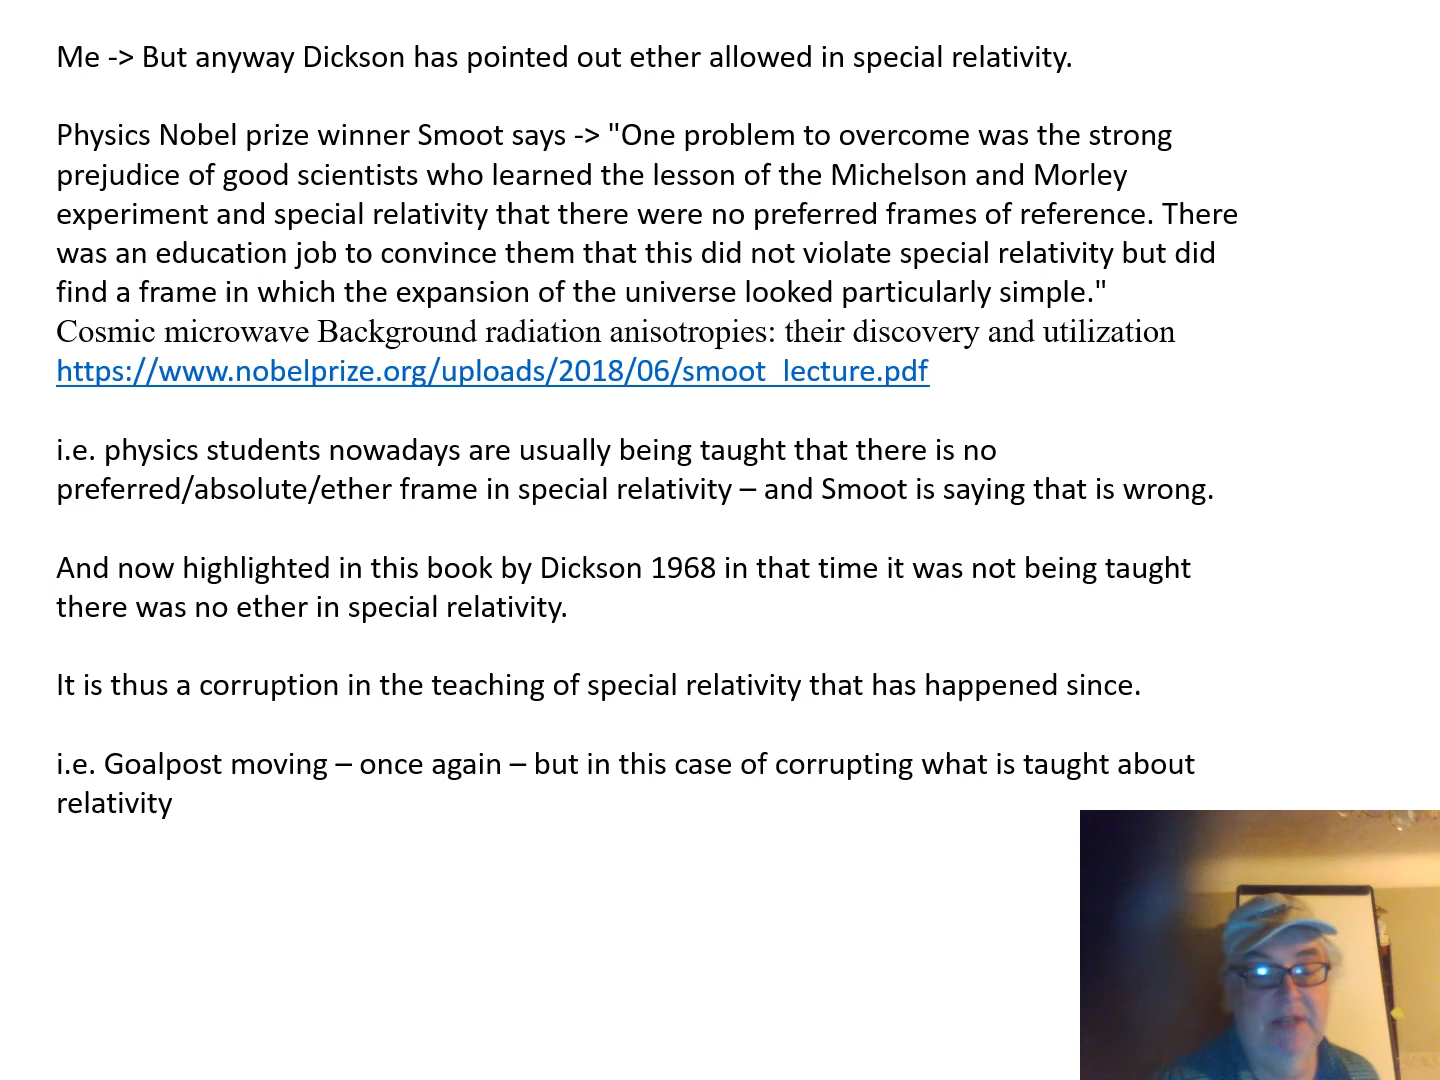 Me -> But anyway Dickson has pointed out ether allowed in special relativity.
Physics Nobel prize winner Smoot says -> "One problem to overcome was the strong
prejudice of good scientists who learned the lesson of the Michelson and Morley
experiment and special relativity that there were no preferred frames of reference. There
was an education job to convince them that this did not violate special relativity but did
find a frame in which the expansion of the universe looked particularly simple."
Cosmic microwave Background radiation anisotropies: their discovery and utilization
https://www.nobelprize.org/uploads/2018/06/smoot_lecture.pdf
i.e. physics students nowadays are usually being taught that there is no
preferred/absolute/ether frame in special relativity – and Smoot is saying that is wrong.
And now highlighted in this book by Dickson 1968 in that time it was not being taught
there was no ether in special relativity.
It is thus a corruption in the teaching of special relativity that has happened since.
i.e. Goalpost moving – once again – but in this case of corrupting what is taught about
relativity